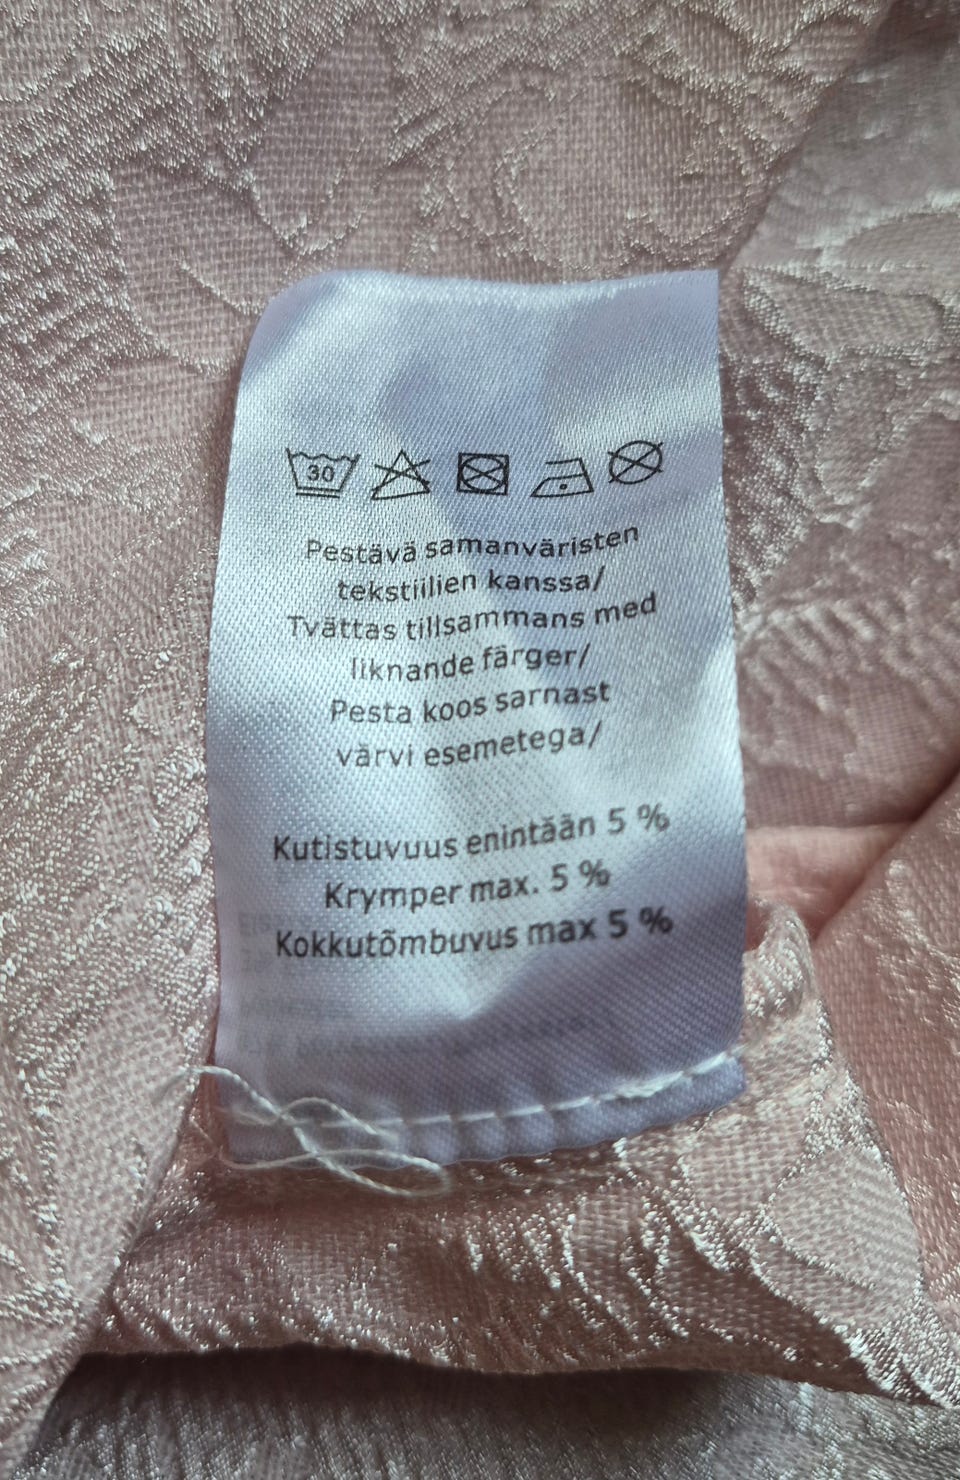 30
Pestävä samanväristen
tekstiilien kanssa/
Tvättas tillsammans med
liknande färger/
Pesta koos sarnast
värvi esemetega/
Kutistuvuus enintään 5 %
Krymper max. 5 %
Kokkutõmbuvus max 5 %